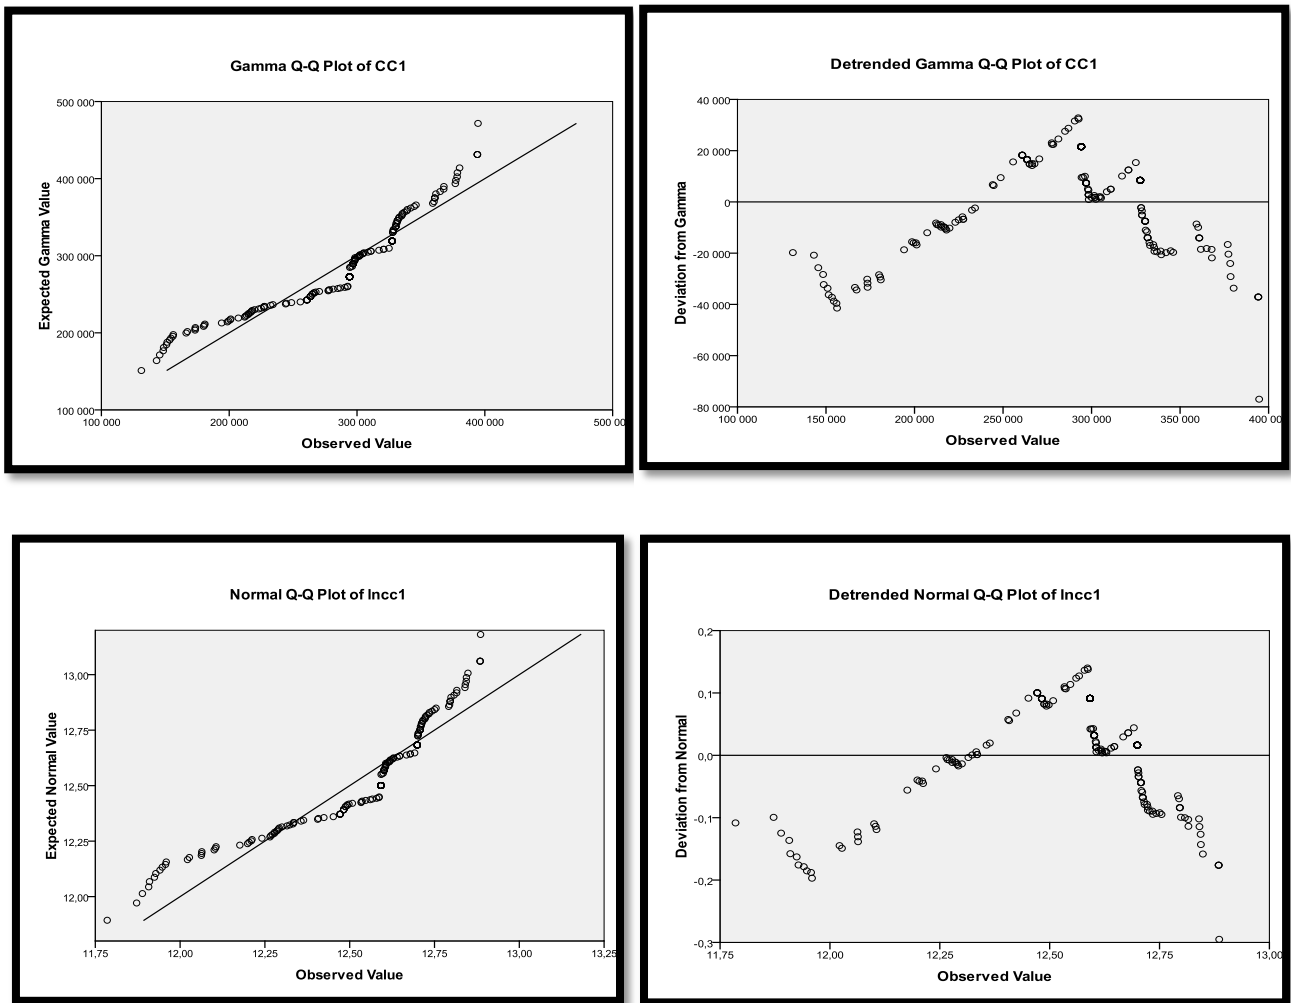 Gamma Q-Q Plot of CC1
500 000
400 000
300 000
200 000
100 000
Expected Gamma Value
100 000 200 000 300 000 400 000 500 00
Observed Value
Detrended Gamma Q-Q Plot of CC1
40 000
20 000
0
-20 000
-40 000
-60 000
-80 000
Deviation from Gamma
100 000 150 000 200 000 250 000 300 000 350 000 400 00
Observed Value
Normal Q-Q Plot of lncc1
13,00
12,75
12,50
12,25
12,00
Expected Normal Value
11,75 12,00 12,25 12,50 12,75 13,00 13,25
Observed Value
Detrended Normal Q-Q Plot of lncc1
0,2
0,1
0,0
-0,1
-0,2
-0,3
Deviation from Normal
11,75 12,00 12,25 12,50 12,75 13,00
Observed Value